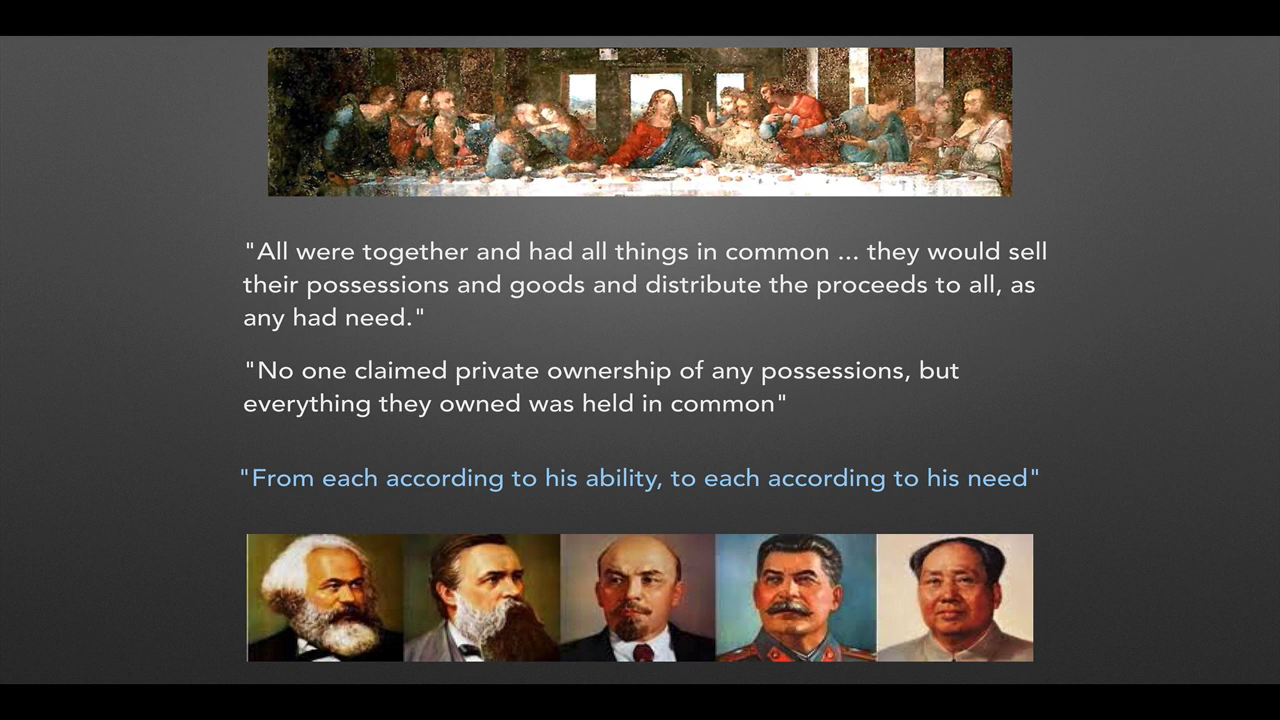 "All were together and had all things in common ... they would sell
their possessions and goods and distribute the proceeds to all, as
any had need."
"No one claimed private ownership of any possessions, but
everything they owned was held in common"
"From each according to his ability, to each according to his need"